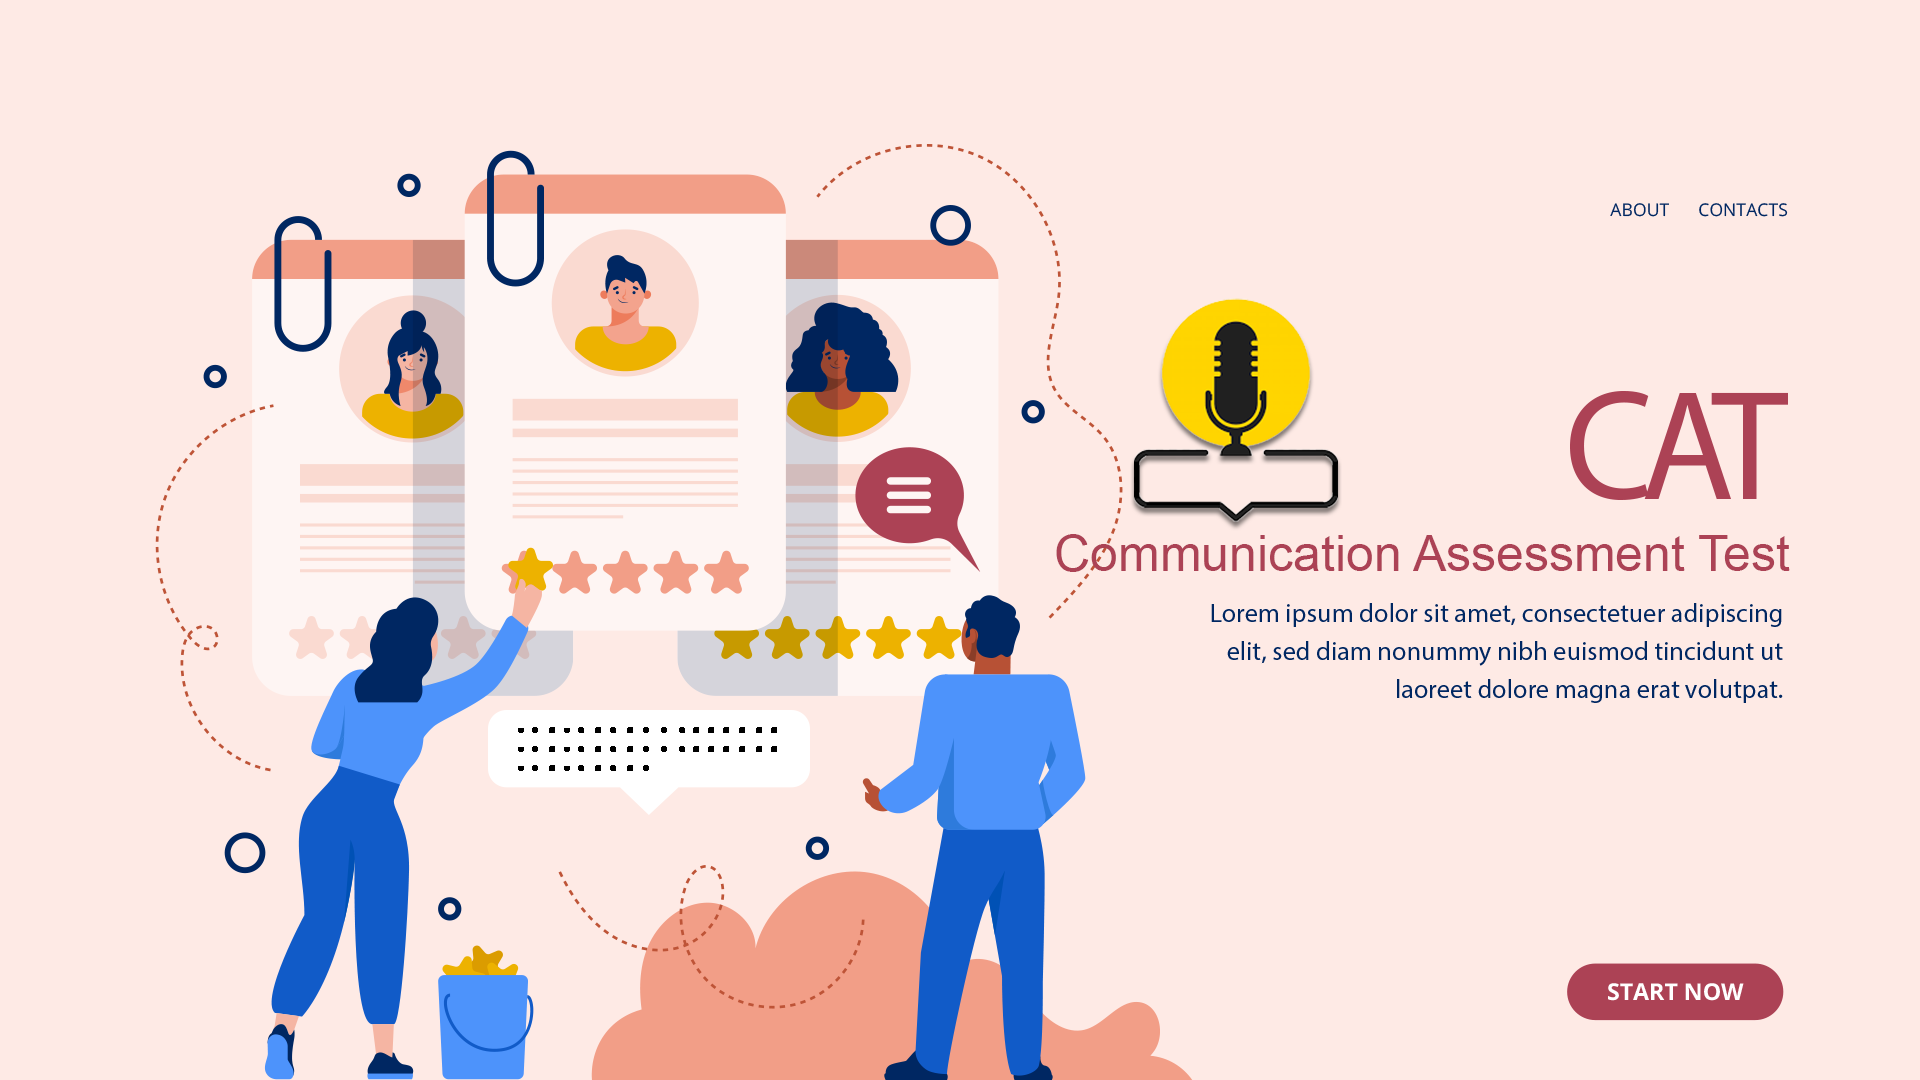 ABOUT CONTACTS
CAT
Communication Assessment Test
Lorem ipsum dolor sit amet, consectetuer adipiscing
elit, sed diam nonummy nibh euismod tincidunt ut
laoreet dolore magna erat volutpat.
START NOW